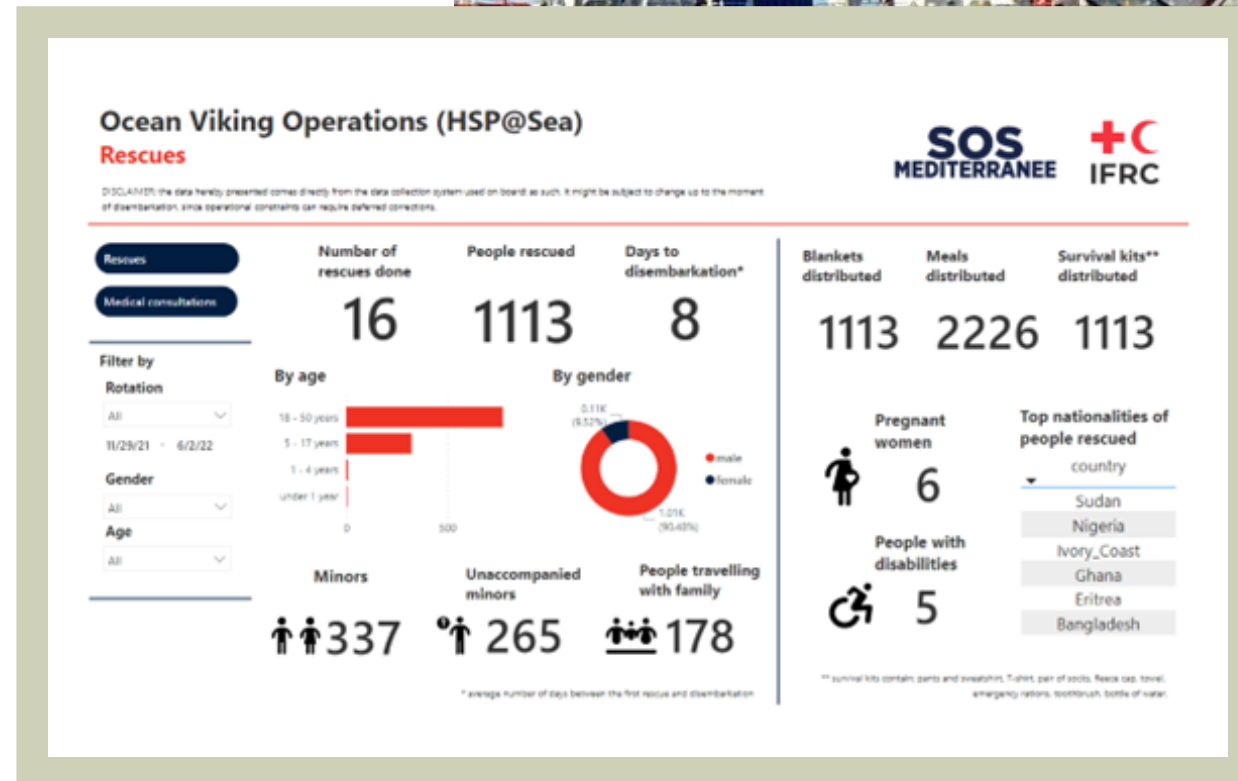 Ocean Viking Operations (HSP@Sea)
Rescues
SOS
MEDITERRANEE
IFRC
DISCLAIMER: the data hereby presented comes directly from the data collection system used on board: as such, it might be subject to change up to the moment
of disembarkation, since operational constraints can require deferred corrections.
Rescues
Medical consultations
Filter by
Rotation
All
11/29/21 - 6/2/22
Gender
All
Age
All
Number of
rescues done
16
People rescued
1113
Days to
disembarkation*
8
By age
18 - 50 years
5 - 17 years
1 - 4 years
under 1 year
0
500
By gender
0.11K
(9.52%)
male
female
1.01K
(90.48%)
Minors
337
Unaccompanied
minors
265
People travelling
with family
178
* average number of days between the first rescue and disembarkation
Blankets
distributed
1113
Meals
distributed
2226
Survival kits**
distributed
1113
Pregnant
women
6
People with
disabilities
5
Top nationalities of
people rescued
country
Sudan
Nigeria
Ivory_Coast
Ghana
Eritrea
Bangladesh
** survival kits contain: pants and sweatshirt, T-shirt, pair of socks, fleece cap, towel,
emergency rations, toothbrush, bottle of water.